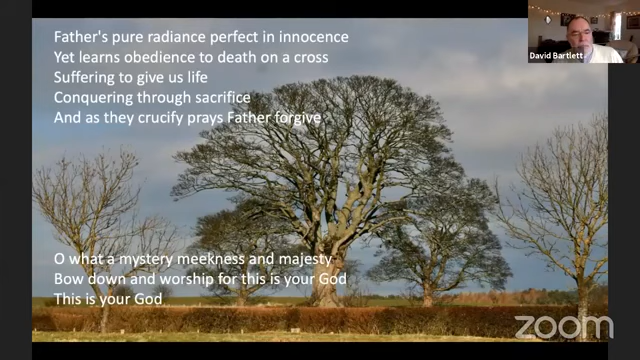 Father's pure radiance perfect in innocence
Yet learns obedience to death on a cross
Suffering to give us life
Conquering through sacrifice
And as they crucify prays Father forgive
O what a mystery meekness and majesty
Bow down and worship for this is your God
This is your God
David Bartlett
zoom